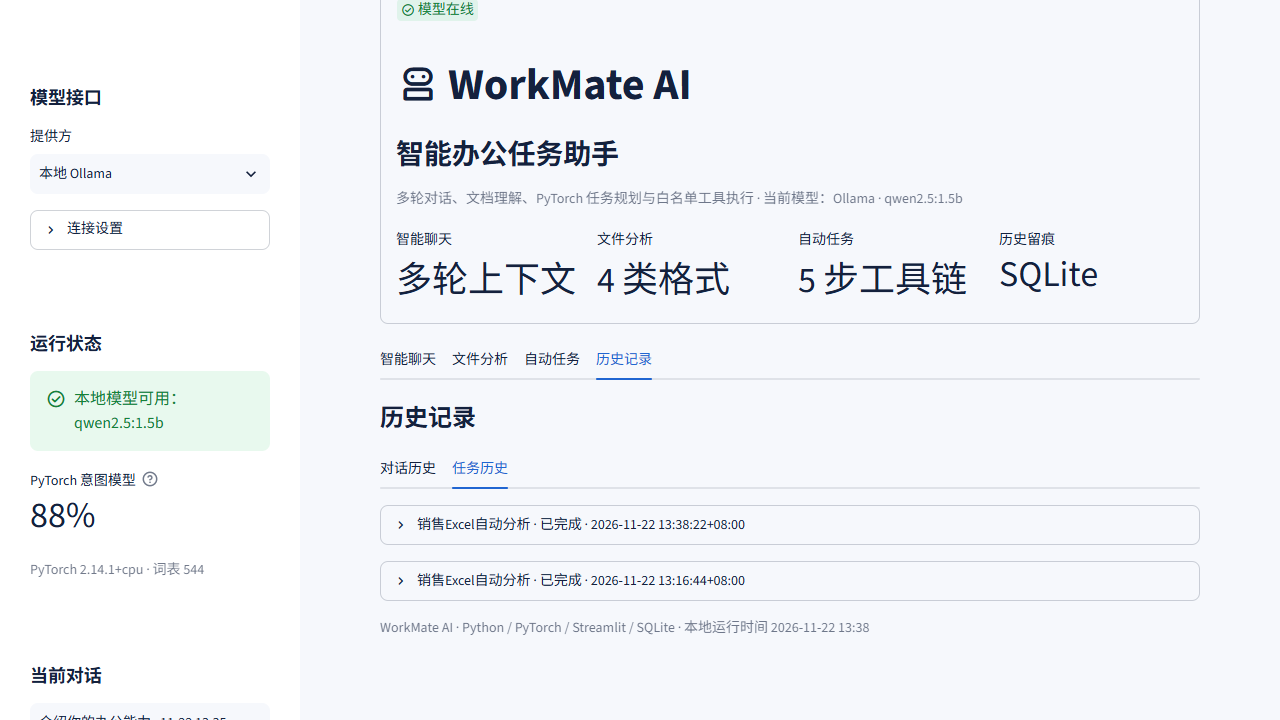 模型接口
提供方
本地 Ollama
连接设置
运行状态
本地模型可用：
qwen2.5:1.5b
PyTorch 意图模型
88%
PyTorch 2.14.1+cpu · 词表 544
当前对话
模型在线
WorkMate AI
智能办公任务助手
多轮对话、文档理解、PyTorch 任务规划与白名单工具执行 · 当前模型：Ollama · qwen2.5:1.5b
智能聊天
多轮上下文
文件分析
4 类格式
自动任务
5 步工具链
历史留痕
SQLite
智能聊天 文件分析 自动任务 历史记录
历史记录
对话历史 任务历史
销售Excel自动分析 · 已完成 · 2026-11-22 13:38:22+08:00
销售Excel自动分析 · 已完成 · 2026-11-22 13:16:44+08:00
WorkMate AI · Python / PyTorch / Streamlit / SQLite · 本地运行时间 2026-11-22 13:38